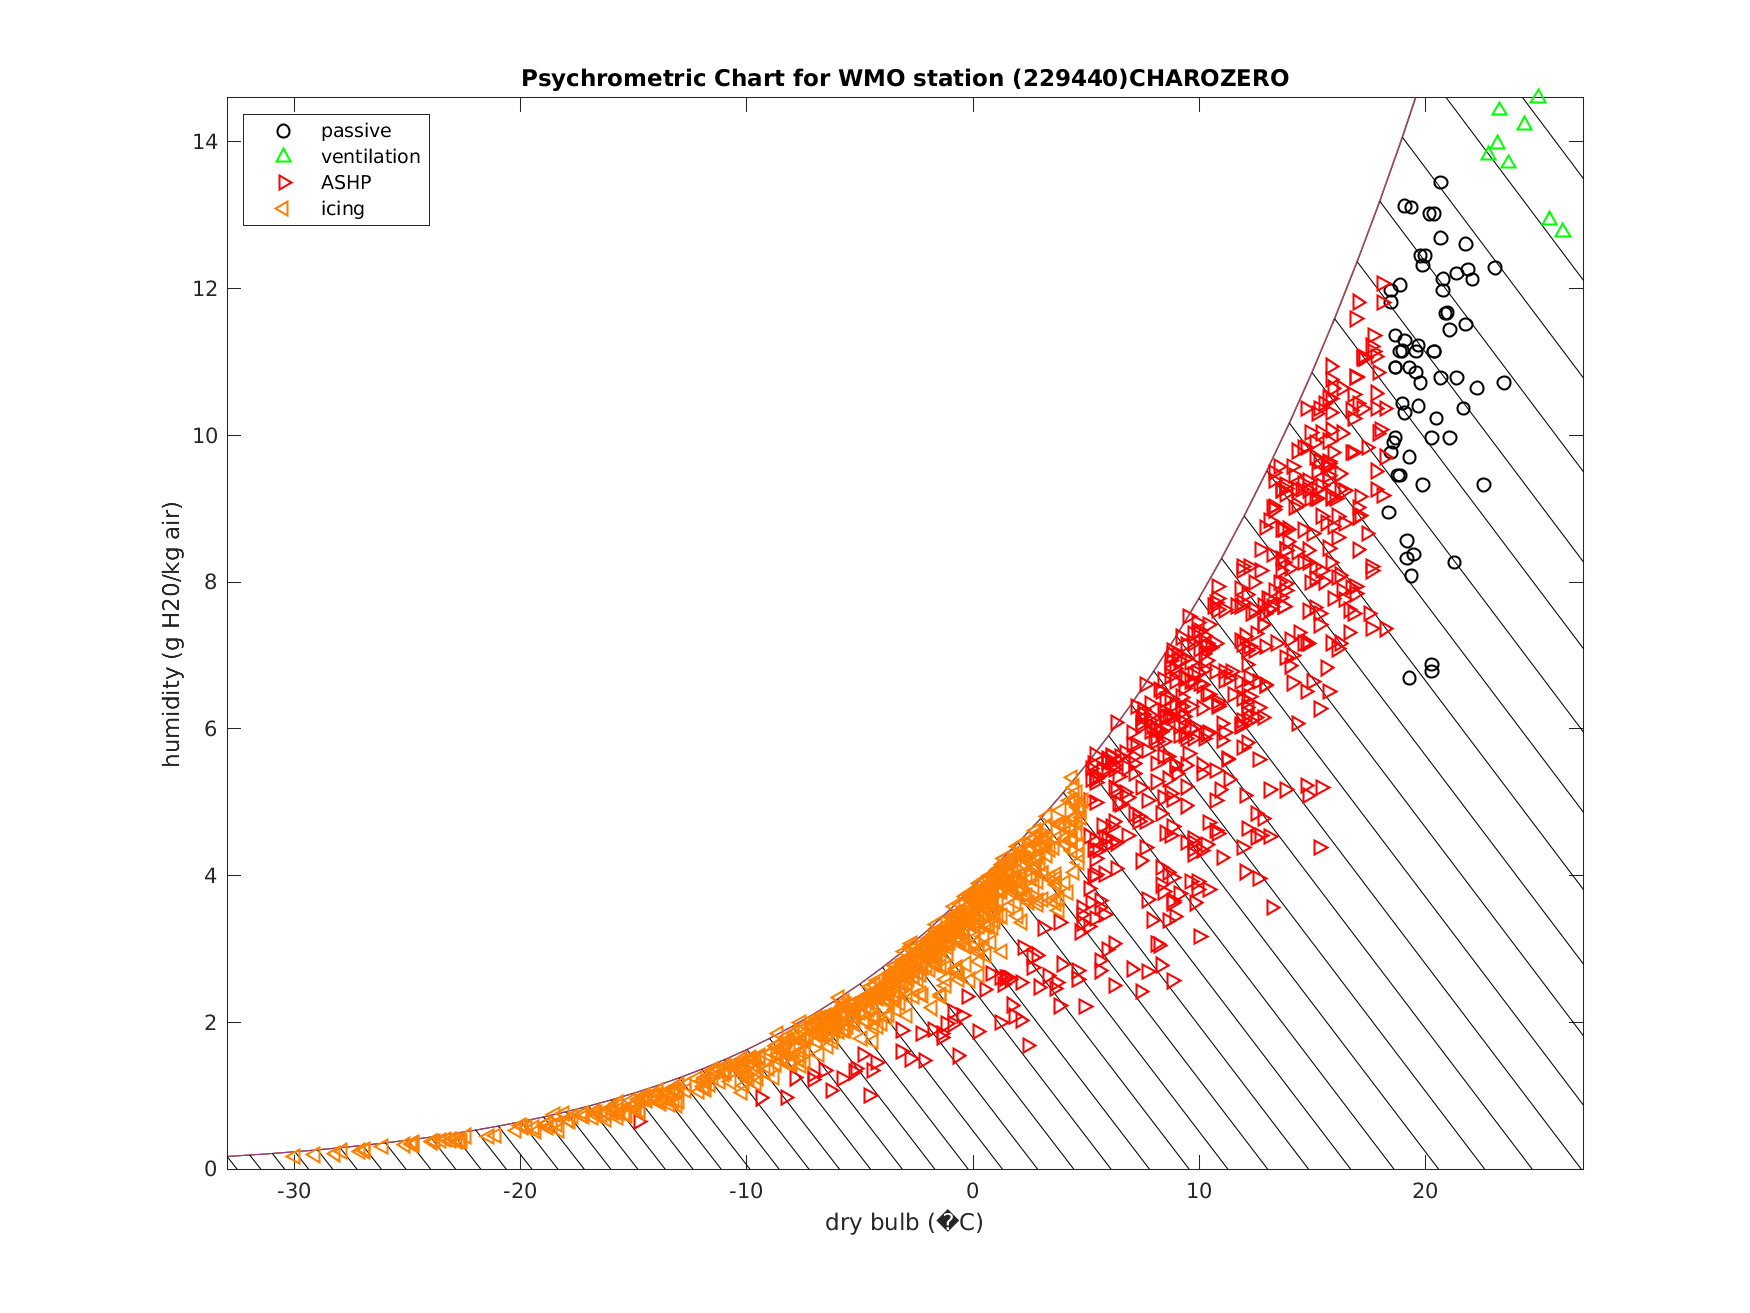 Psychrometric Chart for WMO station (229440)CHAROZERO
passive
ventilation
ASHP
icing
14
12
10
8
6
4
2
0
humidity (g H20/kg air)
-30 -20 -10 0 10 20
dry bulb (�C)